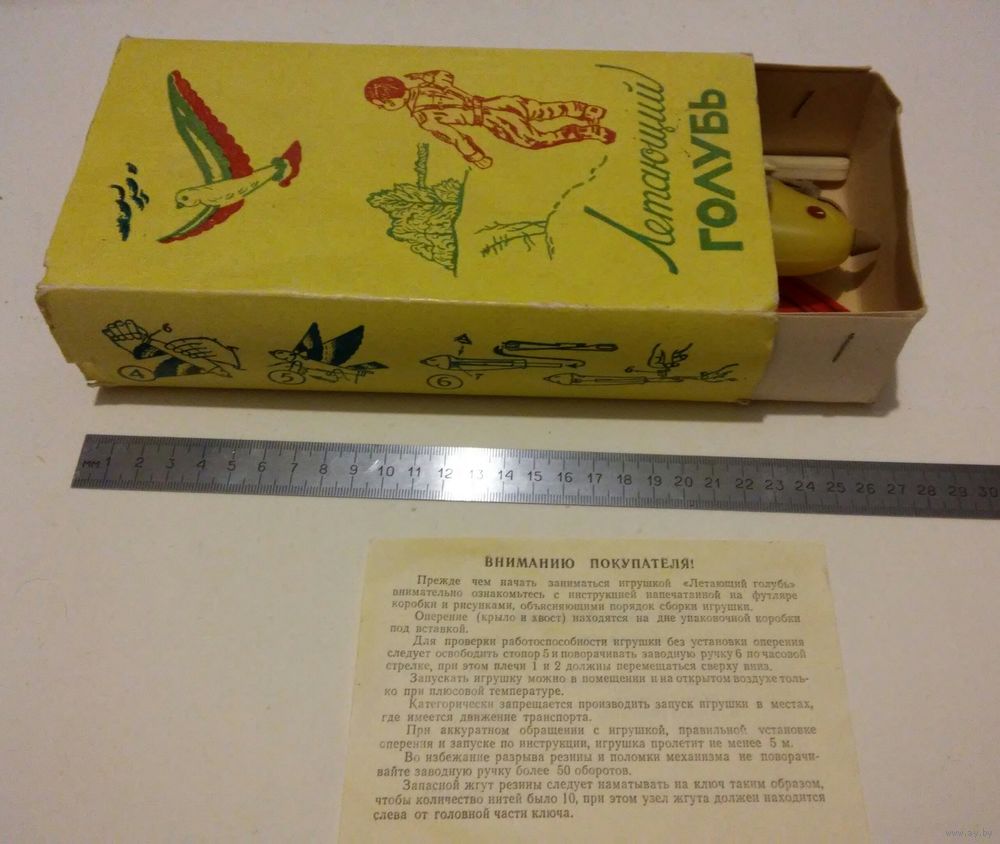 Летающий
ГОЛУБЬ
6
4
5
6
6
мм 1 2 3 4 5 6 7 8 9 10 11 12 13 14 15 16 17 18 19 20 21 22 23 24 25 26 27 28 29 30
ВНИМАНИЮ ПОКУПАТЕЛЯ!
Прежде чем начать заниматься игрушкой «Летающий голубь»
внимательно ознакомьтесь с инструкцией напечатанной на футляре
коробки и рисунками, объясняющими порядок сборки игрушки.
Оперение (крыло и хвост) находятся на дне упаковочной коробки
под вставкой.
Для проверки работоспособности игрушки без установки оперения
следует освободить стопор 5 и поворачивать заводную ручку 6 по часовой
стрелке, при этом плечи 1 и 2 должны перемещаться сверху вниз.
Запускать игрушку можно в помещении и на открытом воздухе толь-
ко при плюсовой температуре.
Категорически запрещается производить запуск игрушки в местах,
где имеется движение транспорта.
При аккуратном обращении с игрушкой, правильной установке
оперения и запуске по инструкции, игрушка пролетит не менее 5 м.
Во избежание разрыва резины и поломки механизма не поворачи-
вайте заводную ручку более 50 оборотов.
Запасной жгут резины следует наматывать на ключ таким образом,
чтобы количество нитей было 10, при этом узел жгута должен находится
слева от головной части ключа.
www.ay.by